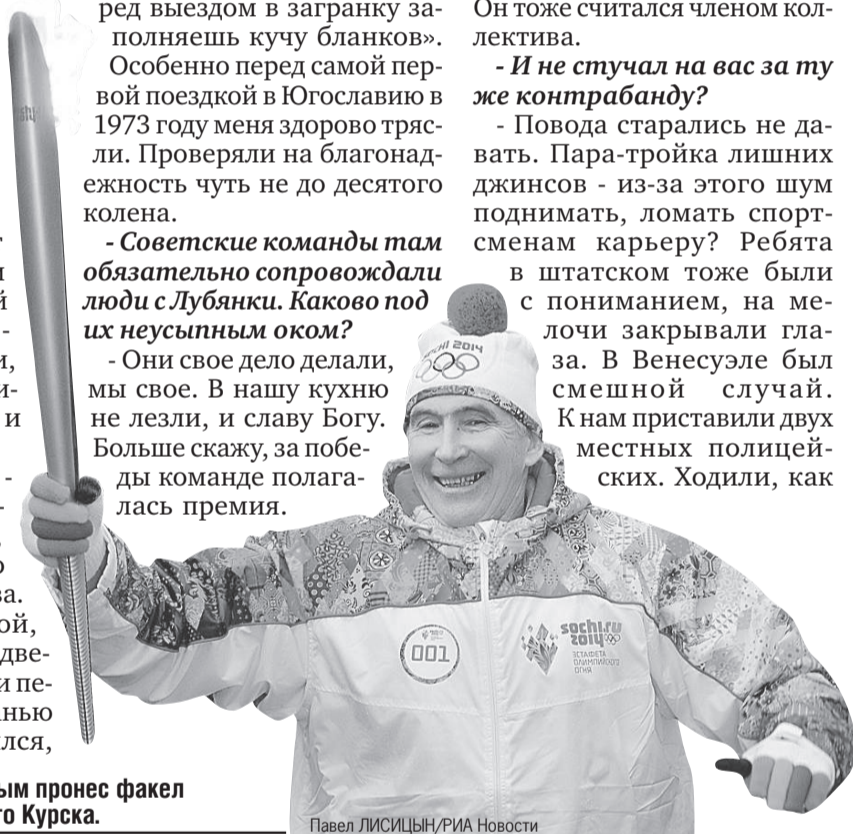 ва.
ой,
две-
и пе-
лся,
ред выездом в загранку за-
полняешь кучу бланков».
Особенно перед самой пер-
вой поездкой в Югославию в
1973 году меня здорово тряс-
ли. Проверяли на благонад-
ежность чуть не до десятого
колена.
- Советские команды там
обязательно сопровождали
люди с Лубянки. Каково под
их неусыпным оком?
- Они свое дело делали,
мы свое. В нашу кухню
не лезли, и славу Богу.
Больше скажу, за побе-
ды команде полага-
лась премия.
Он тоже считался членом кол-
лектива.
- И не стучал на вас за ту
же контрабанду?
- Повода старались не да-
вать. Пара-тройка лишних
джинсов - из-за этого шум
поднимать, ломать спорт-
сменам карьеру? Ребята
в штатском тоже были
с пониманием, на ме-
лочи закрывали гла-
за. В Венесуэле был
смешной случай.
К нам приставили двух
местных полицей-
ских. Ходили, как
2014
001
sochi.ru
2014
ЭСТАФЕТА
ОЛИМПИЙСКОГО
ОГНЯ
ым пронес факел
го Курска.
Павел ЛИСИЦЫН/РИА Новости